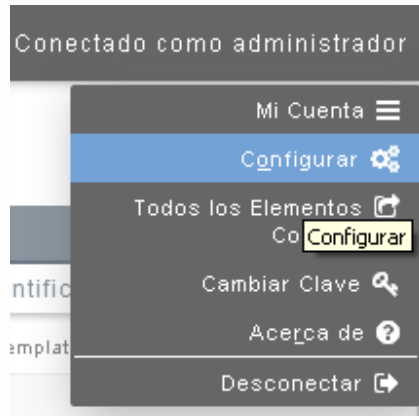 Conectado como administrador
Mi Cuenta
Configurar
Todos los Elementos
Co
Configurar
ntific
Cambiar Clave
emplat
Acerca de
Desconectar